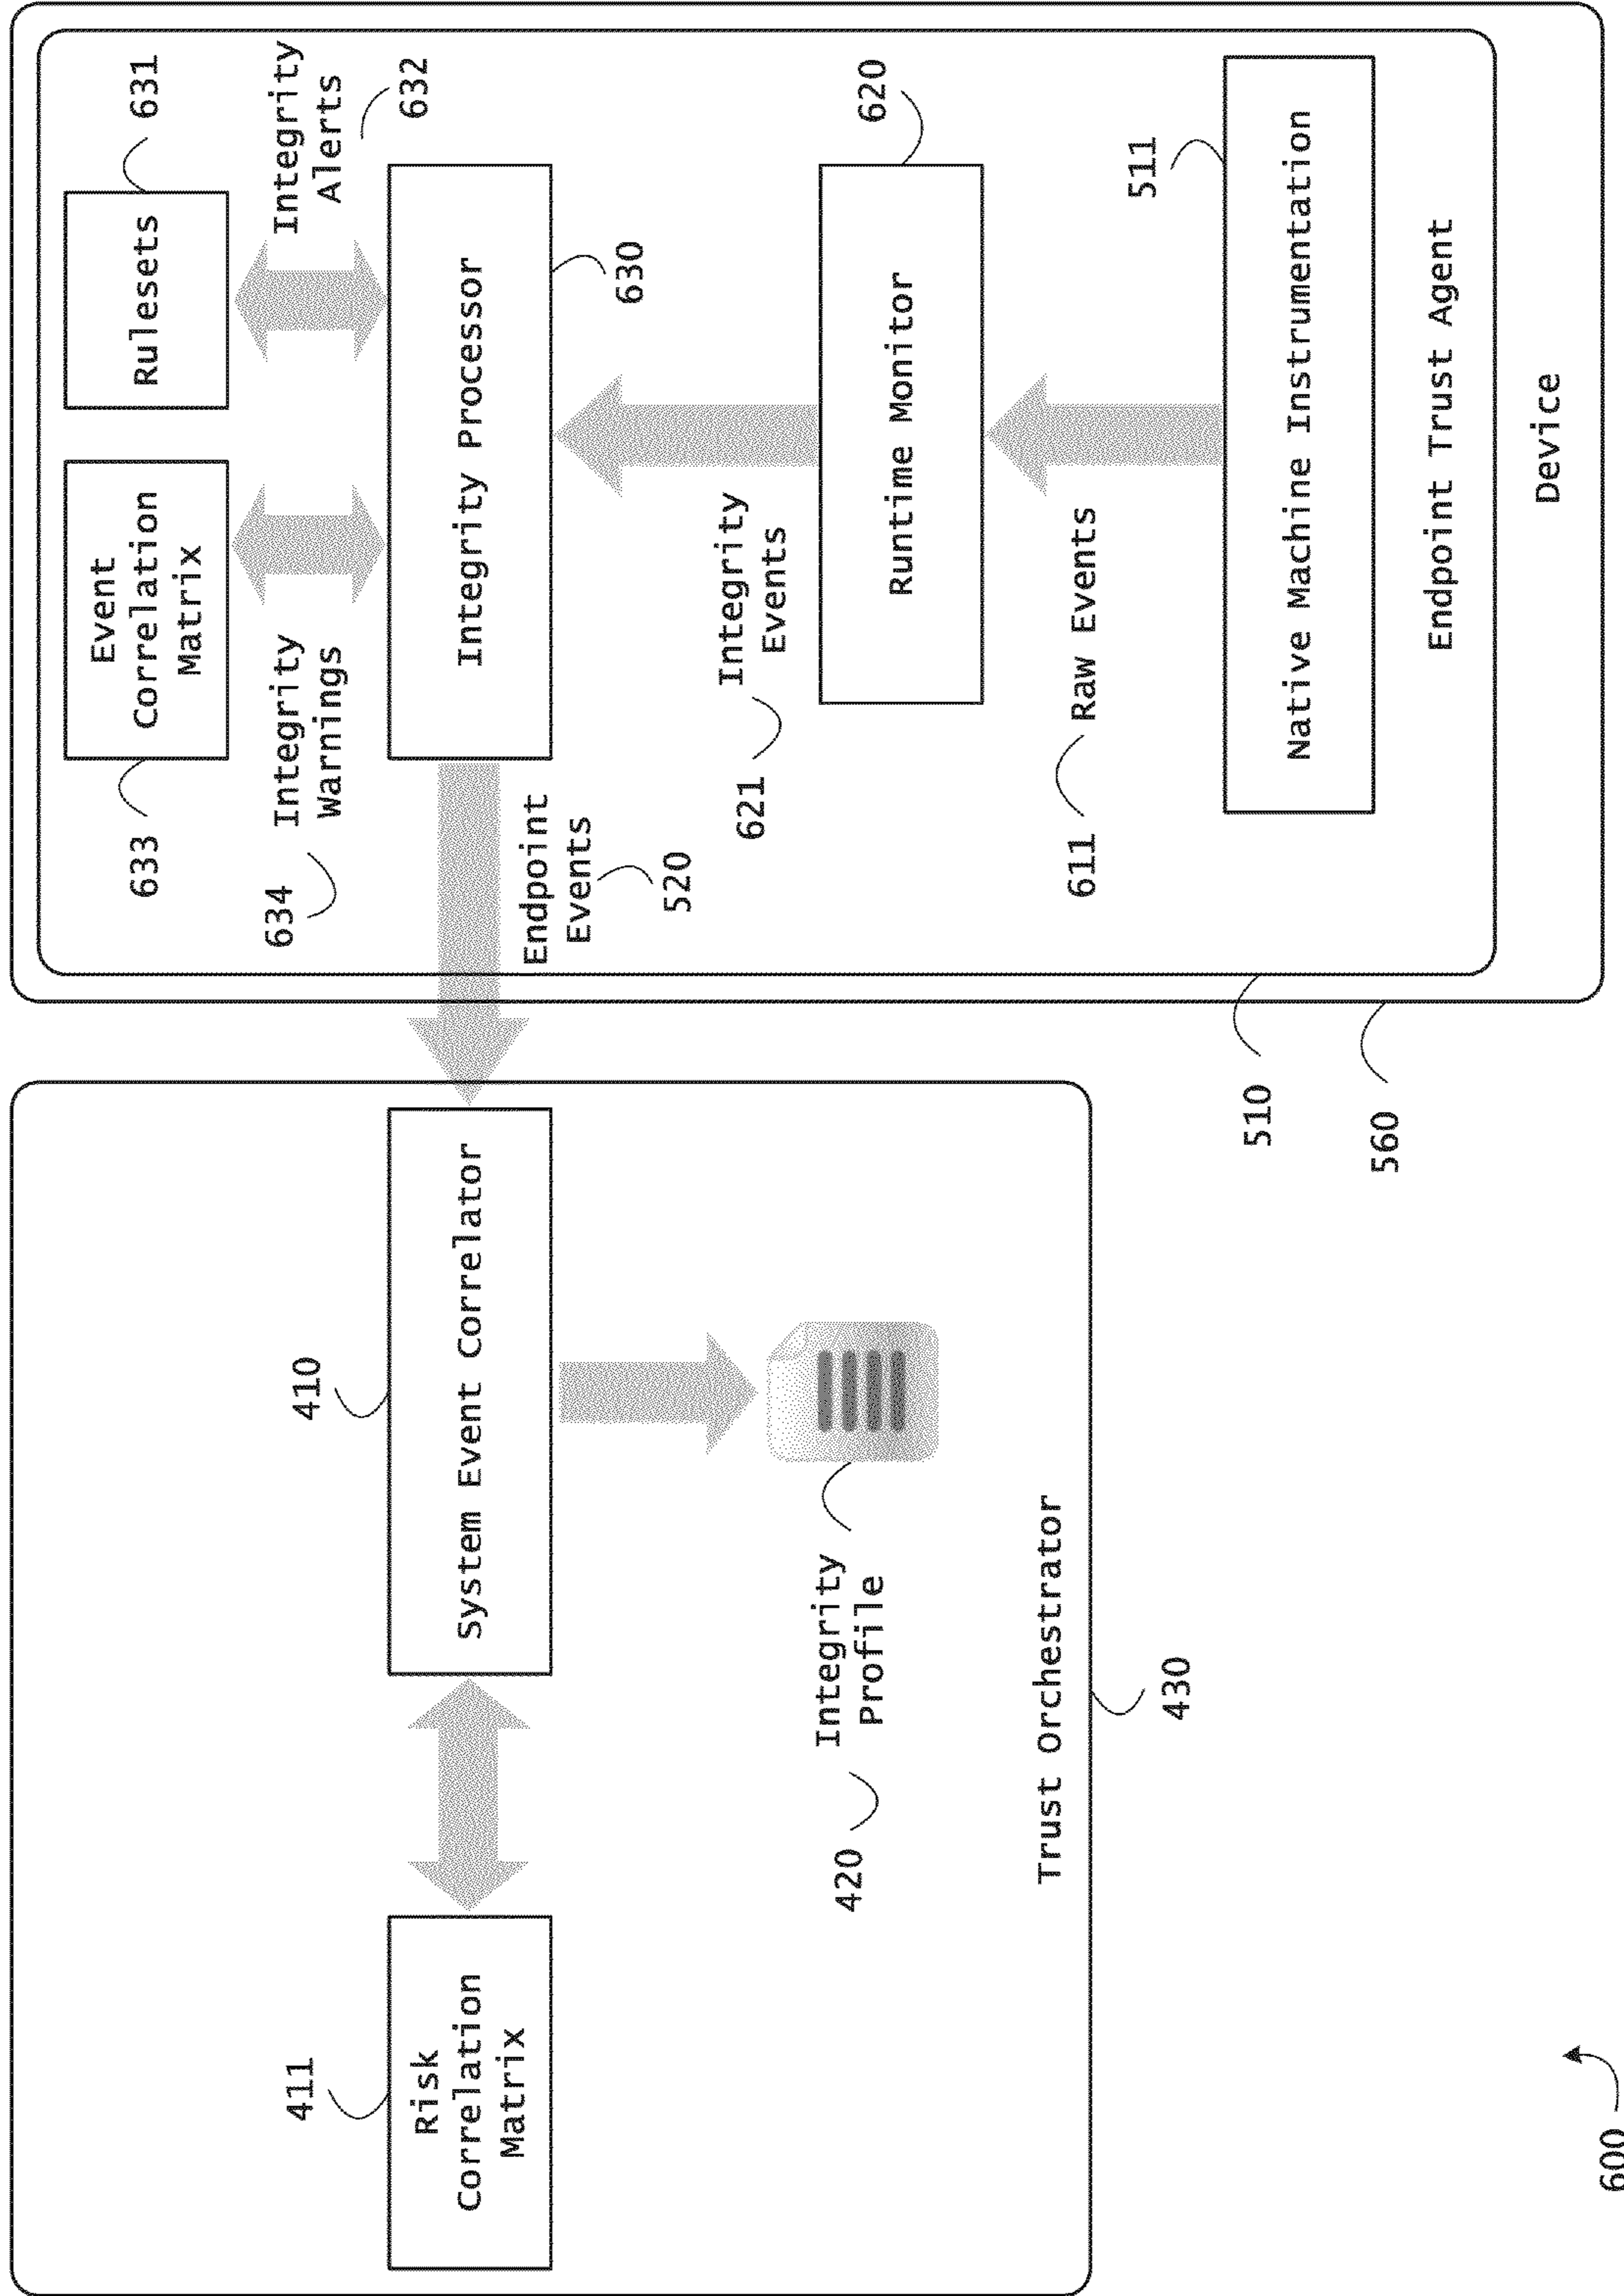 411
Risk
Correlation
Matrix
410
System Event Correlator
420
Integrity
Profile
Trust Orchestrator
430
633
Event
Correlation
Matrix
Rulesets
631
634
Integrity
Warnings
Integrity
Alerts
632
Integrity Processor
630
Endpoint
Events
520
621
Integrity
Events
620
Runtime Monitor
611
Raw Events
511
Native Machine Instrumentation
Endpoint Trust Agent
510
Device
560
600